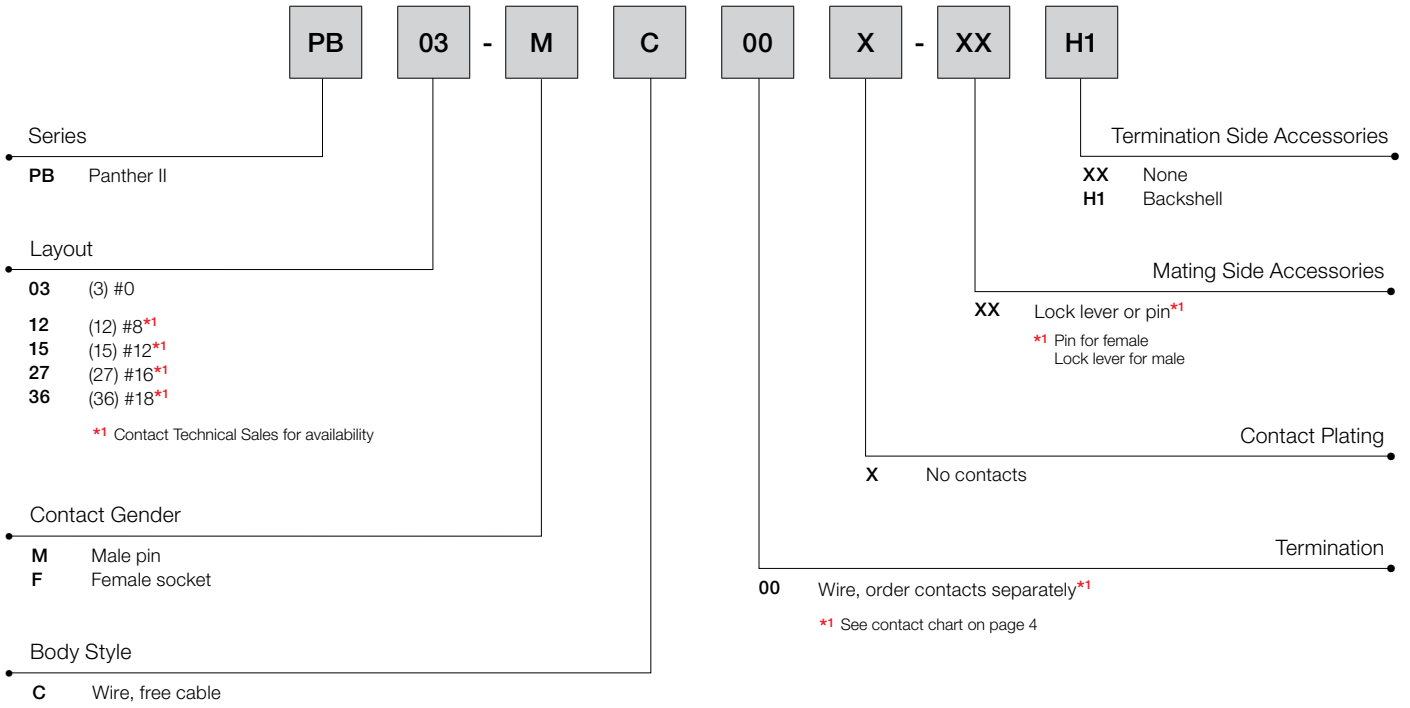 PB 03 - M C 00 X - XX H1
Series
PB Panther II
Layout
03 (3) #0
12 (12) #8*1
15 (15) #12*1
27 (27) #16*1
36 (36) #18*1
*1 Contact Technical Sales for availability
Contact Gender
M Male pin
F Female socket
Body Style
C Wire, free cable
Termination Side Accessories
XX None
H1 Backshell
Mating Side Accessories
XX Lock lever or pin*1
*1 Pin for female
Lock lever for male
Contact Plating
X No contacts
Termination
00 Wire, order contacts separately*1
*1 See contact chart on page 4